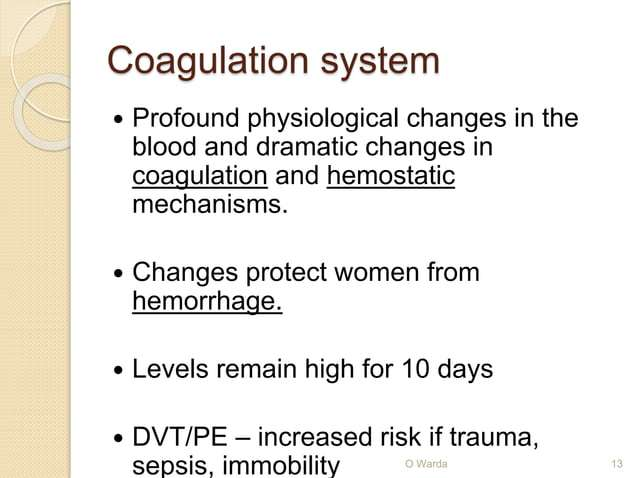 Coagulation system
• Profound physiological changes in the
blood and dramatic changes in
coagulation and hemostatic
mechanisms.
• Changes protect women from
hemorrhage.
• Levels remain high for 10 days
• DVT/PE – increased risk if trauma,
sepsis, immobility
O Warda
13